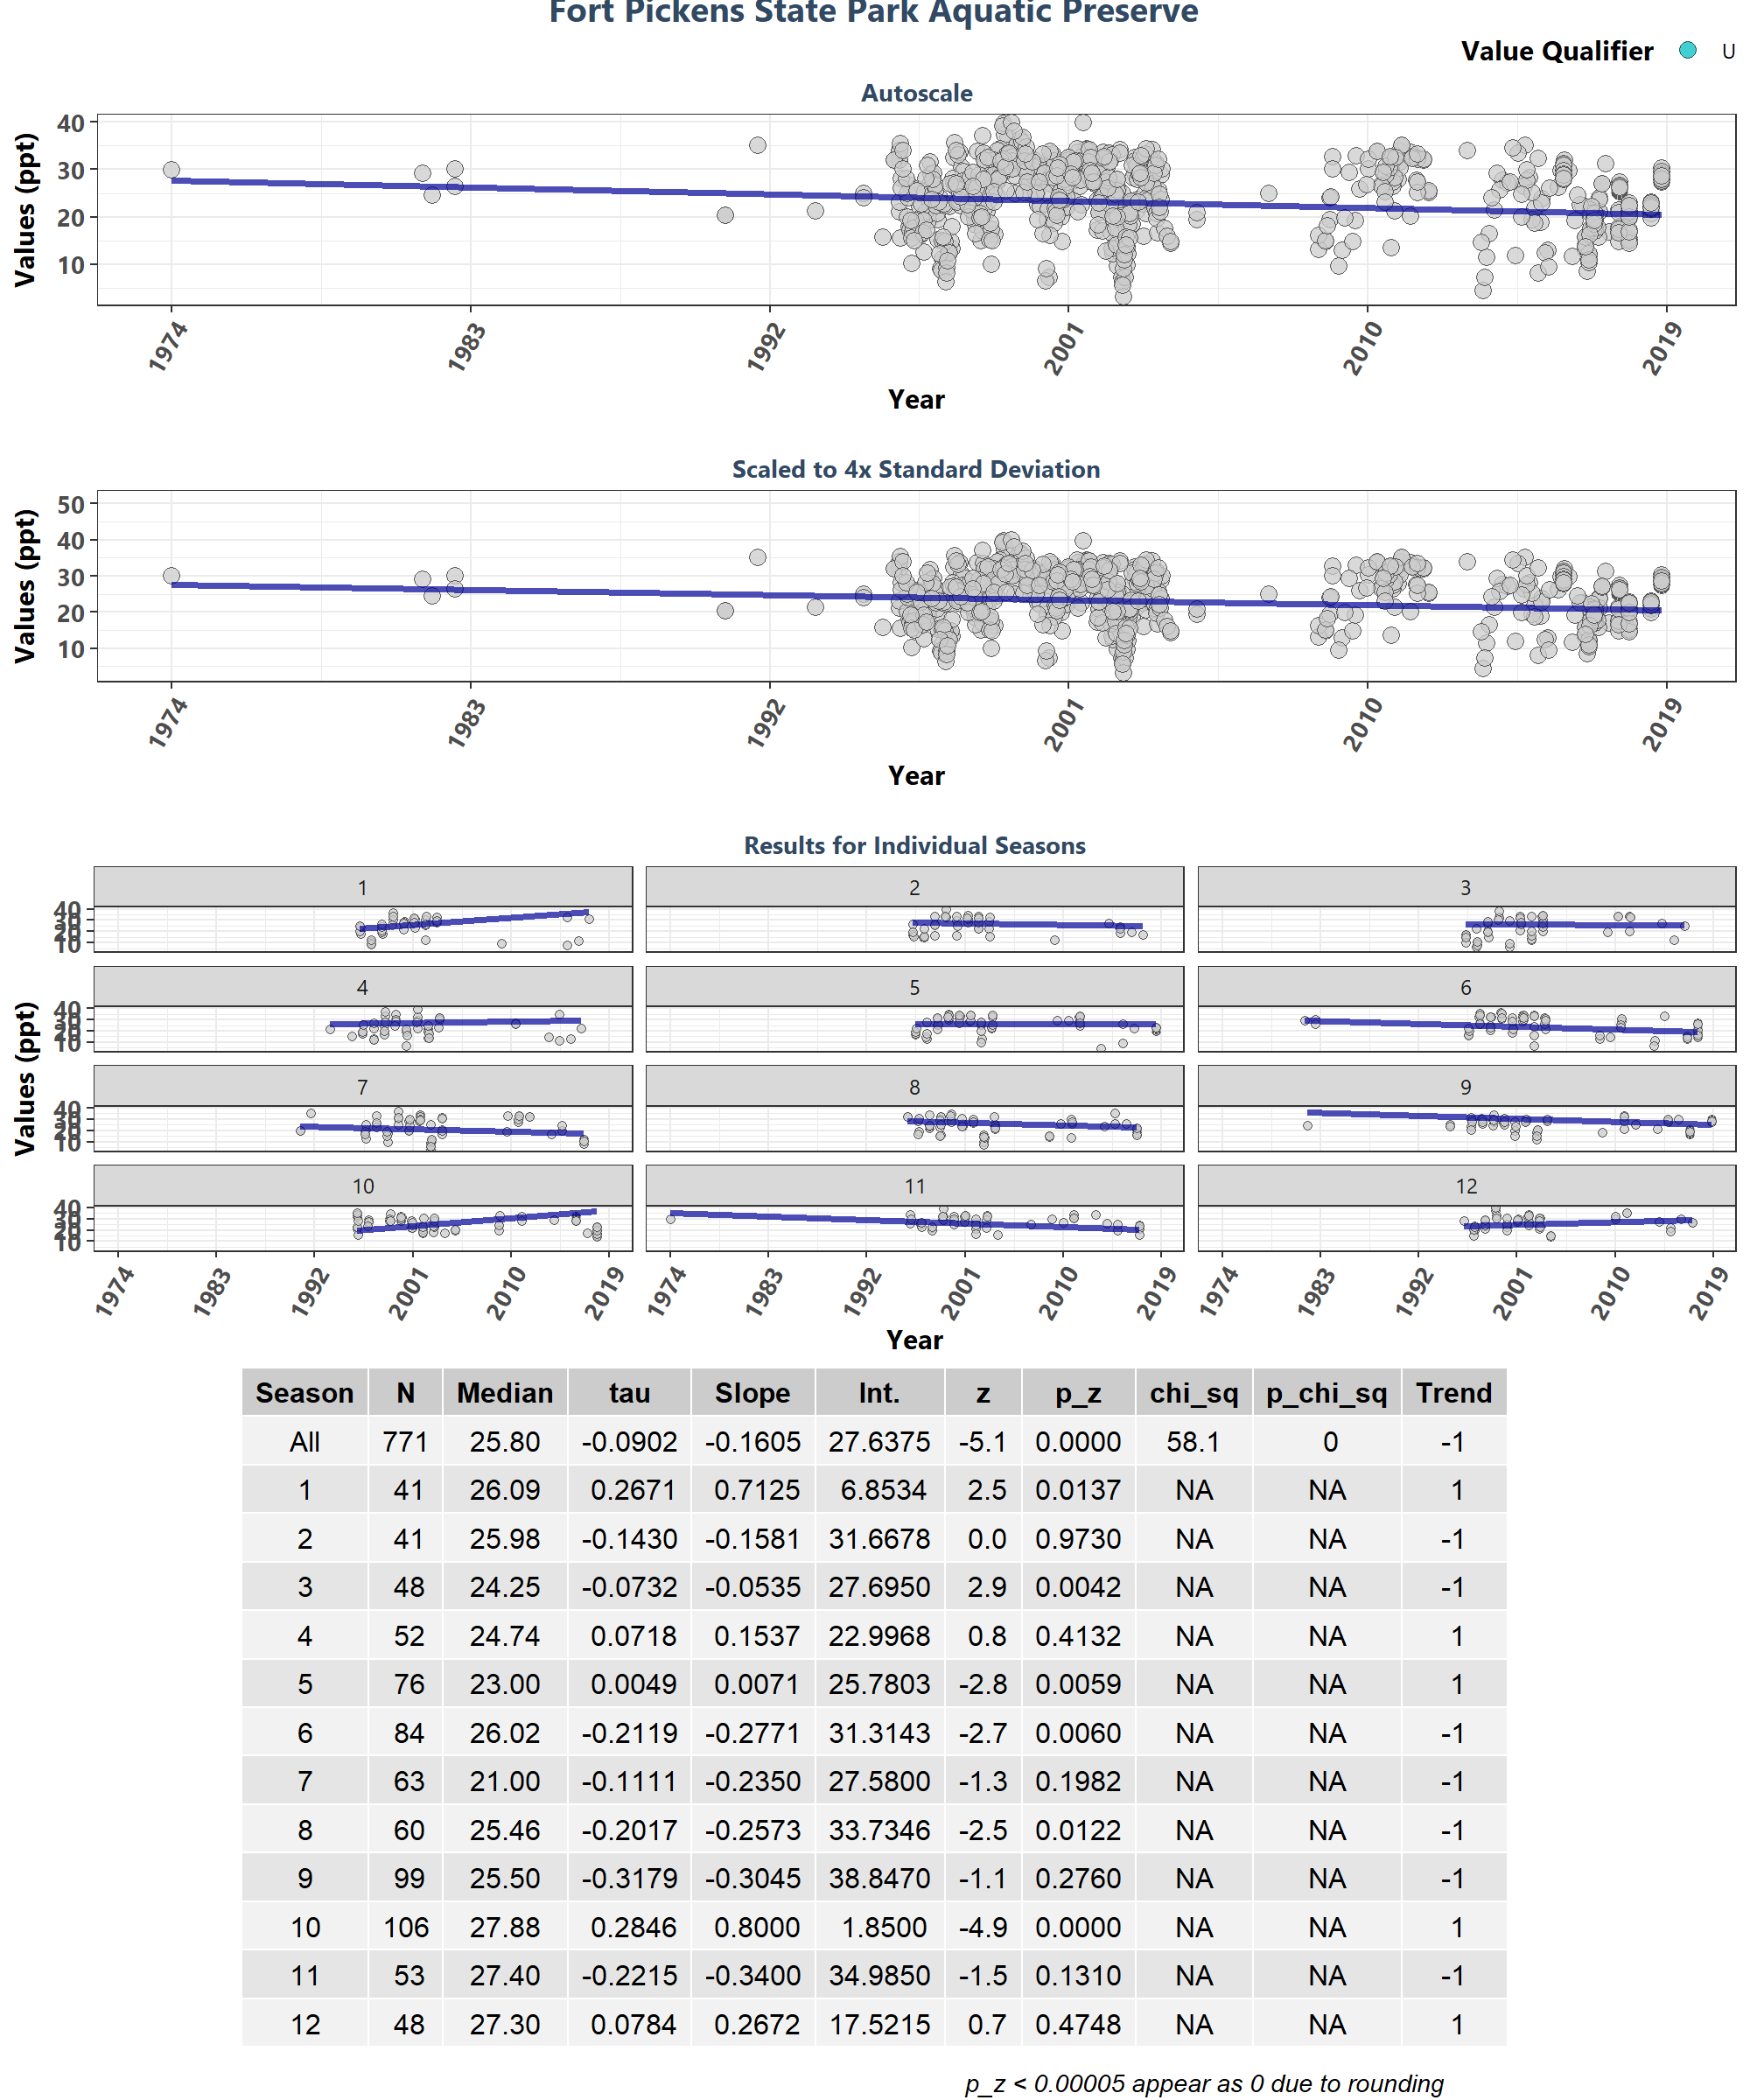 Fort Pickens State Park Aquatic Preserve
Value Qualifier U
Autoscale
Values (ppt)
40
30
20
10
1974 1983 1992 2001 2010 2019
Year
Scaled to 4x Standard Deviation
Values (ppt)
50
40
30
20
10
1974 1983 1992 2001 2010 2019
Year
Results for Individual Seasons
Values (ppt)
1 2 3
40
30
20
10
4 5 6
40
30
20
10
7 8 9
40
30
20
10
10 11 12
40
30
20
10
1974 1983 1992 2001 2010 2019 1974 1983 1992 2001 2010 2019 1974 1983 1992 2001 2010 2019
Year
Season N Median tau Slope Int. z p_z chi_sq p_chi_sq Trend
All 771 25.80 -0.0902 -0.1605 27.6375 -5.1 0.0000 58.1 0 -1
1 41 26.09 0.2671 0.7125 6.8534 2.5 0.0137 NA NA 1
2 41 25.98 -0.1430 -0.1581 31.6678 0.0 0.9730 NA NA -1
3 48 24.25 -0.0732 -0.0535 27.6950 2.9 0.0042 NA NA -1
4 52 24.74 0.0718 0.1537 22.9968 0.8 0.4132 NA NA 1
5 76 23.00 0.0049 0.0071 25.7803 -2.8 0.0059 NA NA 1
6 84 26.02 -0.2119 -0.2771 31.3143 -2.7 0.0060 NA NA -1
7 63 21.00 -0.1111 -0.2350 27.5800 -1.3 0.1982 NA NA -1
8 60 25.46 -0.2017 -0.2573 33.7346 -2.5 0.0122 NA NA -1
9 99 25.50 -0.3179 -0.3045 38.8470 -1.1 0.2760 NA NA -1
10 106 27.88 0.2846 0.8000 1.8500 -4.9 0.0000 NA NA 1
11 53 27.40 -0.2215 -0.3400 34.9850 -1.5 0.1310 NA NA -1
12 48 27.30 0.0784 0.2672 17.5215 0.7 0.4748 NA NA 1
p_z < 0.00005 appear as 0 due to rounding